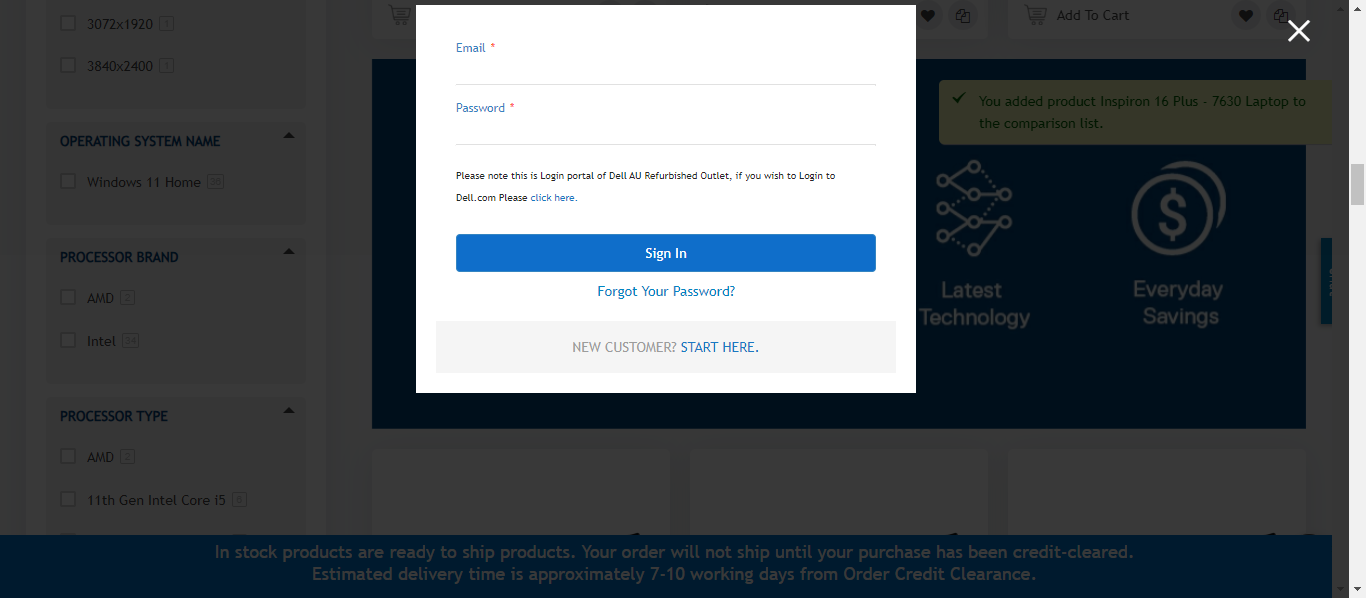 3072x1920 1
3840x2400 1
OPERATING SYSTEM NAME
Windows 11 Home 26
PROCESSOR BRAND
AMD 2
Intel 24
PROCESSOR TYPE
AMD 2
11th Gen Intel Core i5 6
Add To Cart
Email *
Password *
Please note this is Login portal of Dell AU Refurbished Outlet, if you wish to Login to
Dell.com Please click here.
Sign In
Forgot Your Password?
NEW CUSTOMER? START HERE.
You added product Inspiron 16 Plus - 7630 Laptop to
the comparison list.
Latest
Technology
Everyday
Savings
In stock products are ready to ship products. Your order will not ship until your purchase has been credit-cleared.
Estimated delivery time is approximately 7-10 working days from Order Credit Clearance.